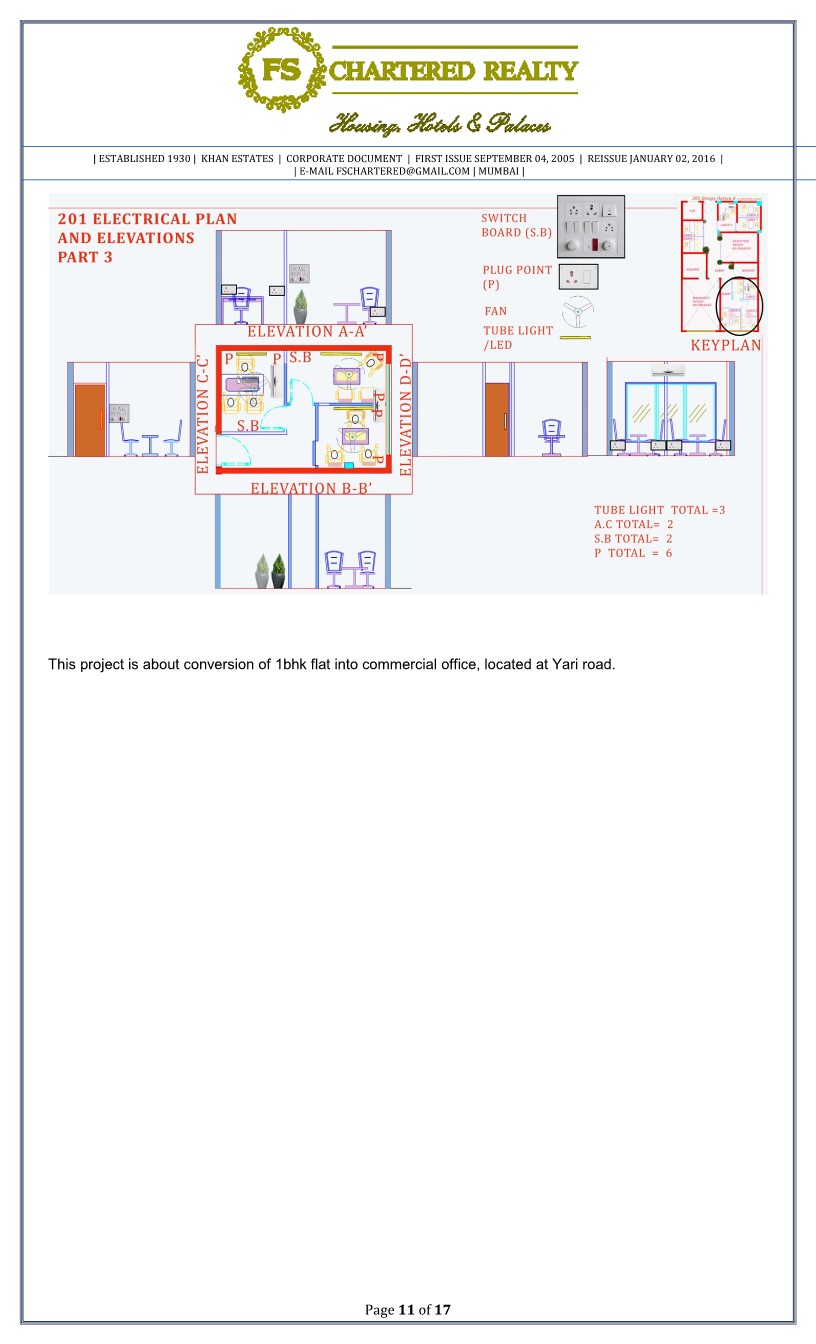 FS
CHARTERED REALTY
Housing, Hotels & Palaces
| ESTABLISHED 1930 | KHAN ESTATES | CORPORATE DOCUMENT | FIRST ISSUE SEPTEMBER 04, 2005 | REISSUE JANUARY 02, 2016 |
| E-MAIL FSCHARTERED@GMAIL.COM | MUMBAI |
201 ELECTRICAL PLAN
AND ELEVATIONS
PART 3
SWITCH
BOARD (S.B)
PLUG POINT
(P)
FAN
TUBE LIGHT
/LED
KEYPLAN
ELEVATION A-A'
ELEVATION C-C'
ELEVATION D-D'
P
P
S.B
P
P
P
S.B
P
ELEVATION B-B'
TUBE LIGHT TOTAL =3
A.C TOTAL= 2
S.B TOTAL= 2
P TOTAL = 6
This project is about conversion of 1bhk flat into commercial office, located at Yari road.
Page 11 of 17